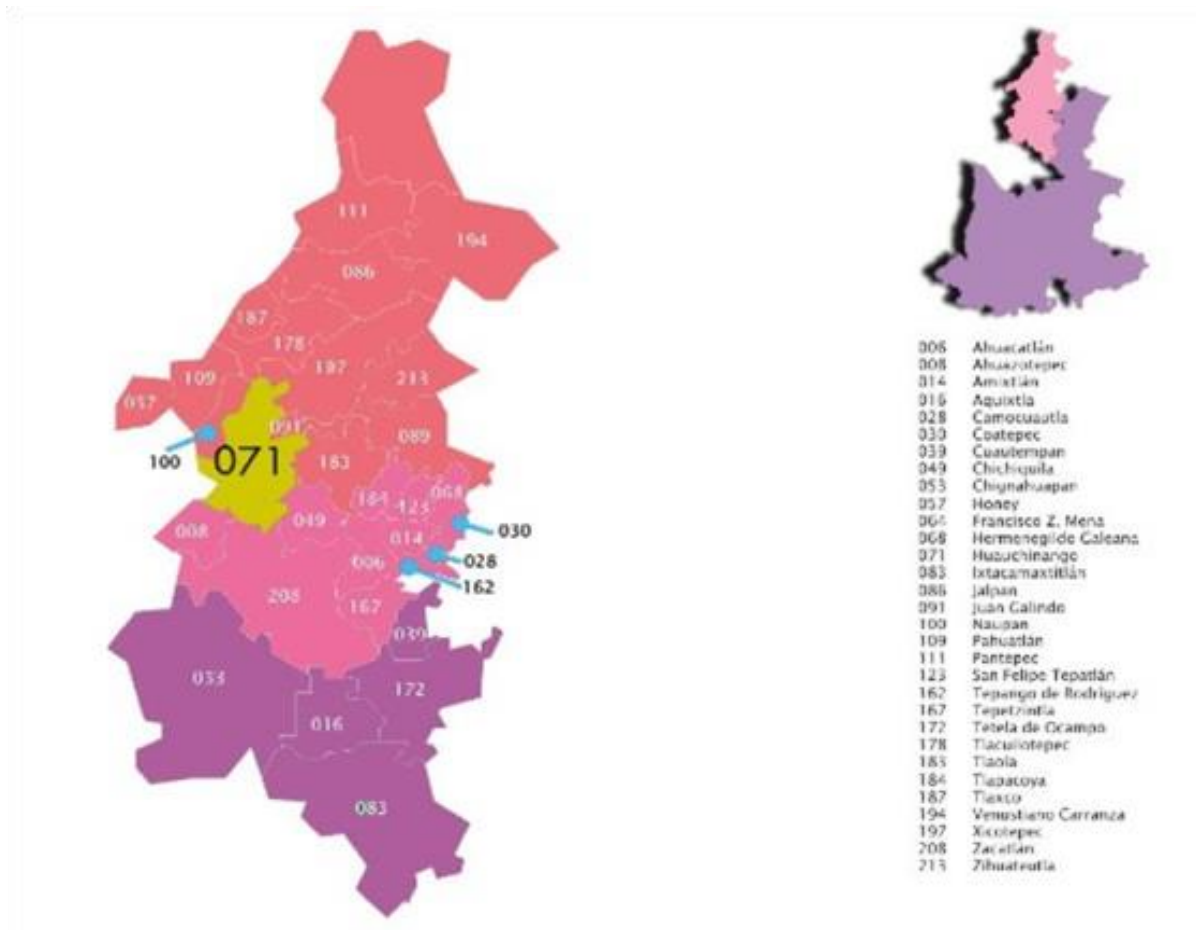 111
194
086
187
178
197
109
213
057
091
089
100
071
183
184
068
123
049
008
014
030
006
028
162
208
167
039
053
172
016
083
006 Ahuacatlán
008 Ahuazotepec
014 Amixtlán
016 Aquixtla
028 Camocuautla
030 Coatepec
039 Cuautempan
049 Chichiquila
053 Chignahuapan
057 Honey
064 Francisco Z. Mena
068 Hermenegildo Galeana
071 Huauchinango
083 Ixtacamaxtitlán
086 Jalpan
091 Juan Galindo
100 Naupan
109 Pahuatlán
111 Pantepec
123 San Felipe Tepatlán
162 Tepango de Rodríguez
167 Tepetzintla
172 Tetela de Ocampo
178 Tlacuilotepec
183 Tlaola
184 Tlapacoya
187 Tlaxco
194 Venustiano Carranza
197 Xicotepec
208 Zacatlán
213 Zihuateutla